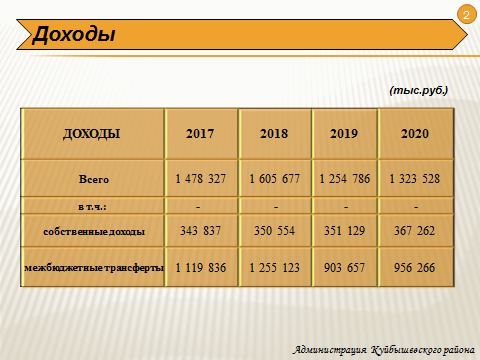 2
Доходы
(тыс.руб.)
ДОХОДЫ 2017 2018 2019 2020
Всего 1 478 327 1 605 677 1 254 786 1 323 528
в т.ч.: - - - -
собственные доходы 343 837 350 554 351 129 367 262
межбюджетные трансферты 1 119 836 1 255 123 903 657 956 266
Администрация Куйбышевского района